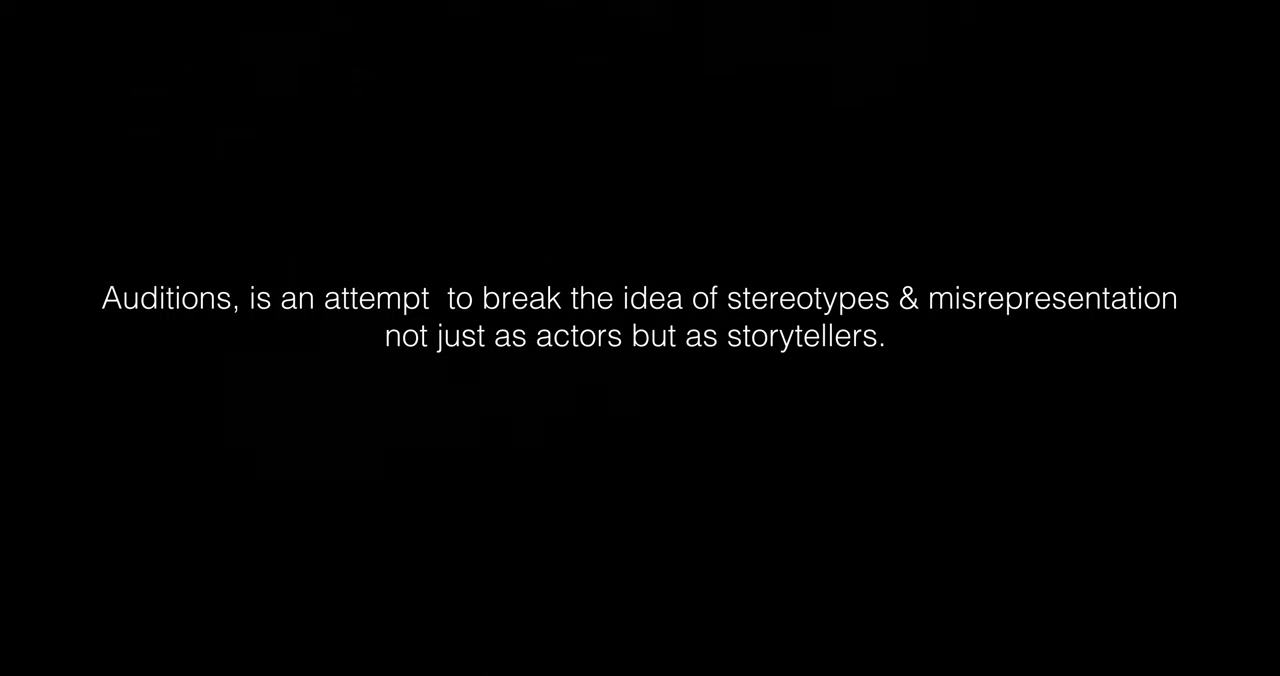 Auditions, is an attempt  to break the idea of stereotypes & misrepresentation
not just as actors but as storytellers.